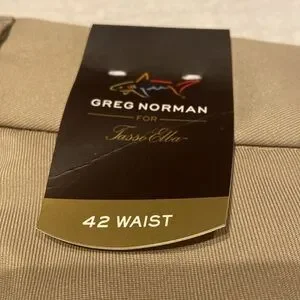 GREG NORMAN
FOR
Tasso Elba
42 WAIST